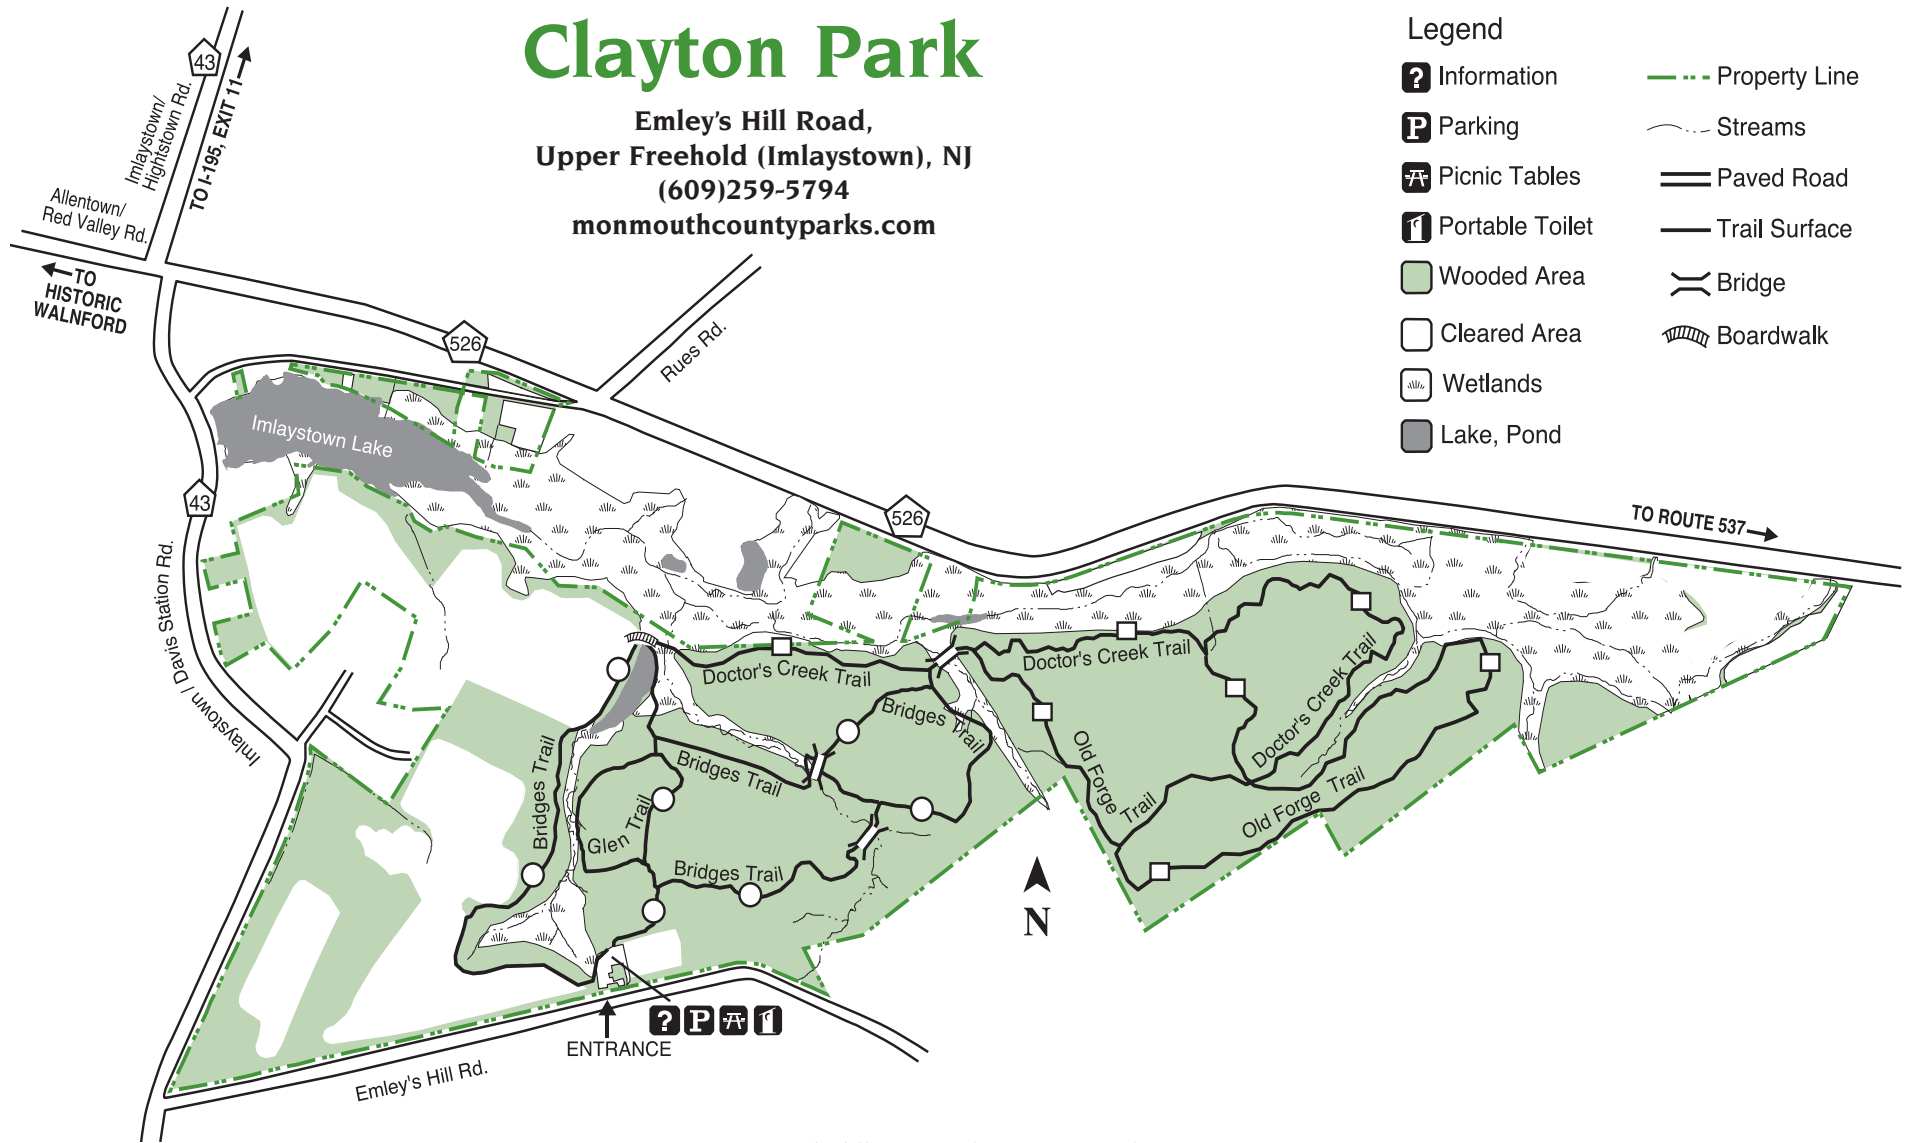 Clayton Park
Emley's Hill Road,
Upper Freehold (Imlaystown), NJ
(609)259-5794
monmouthcountyparks.com
Legend
? Information
P Parking
Picnic Tables
Portable Toilet
Wooded Area
Cleared Area
Wetlands
Lake, Pond
Property Line
Streams
Paved Road
Trail Surface
Bridge
Boardwalk
43
Imlaystown/
Hightstown Rd.
TO I-195, EXIT 11
Allentown/
Red Valley Rd.
TO
HISTORIC
WALNFORD
526
Rues Rd.
Imlaystown Lake
43
526
TO ROUTE 537
Imlaystown / Davis Station Rd.
Doctor's Creek Trail
Doctor's Creek Trail
Doctor's Creek Trail
Bridges Trail
Bridges Trail
Bridges Trail
Glen Trail
Bridges Trail
Old Forge
Trail
Old Forge Trail
N
? P
ENTRANCE
Emley's Hill Rd.